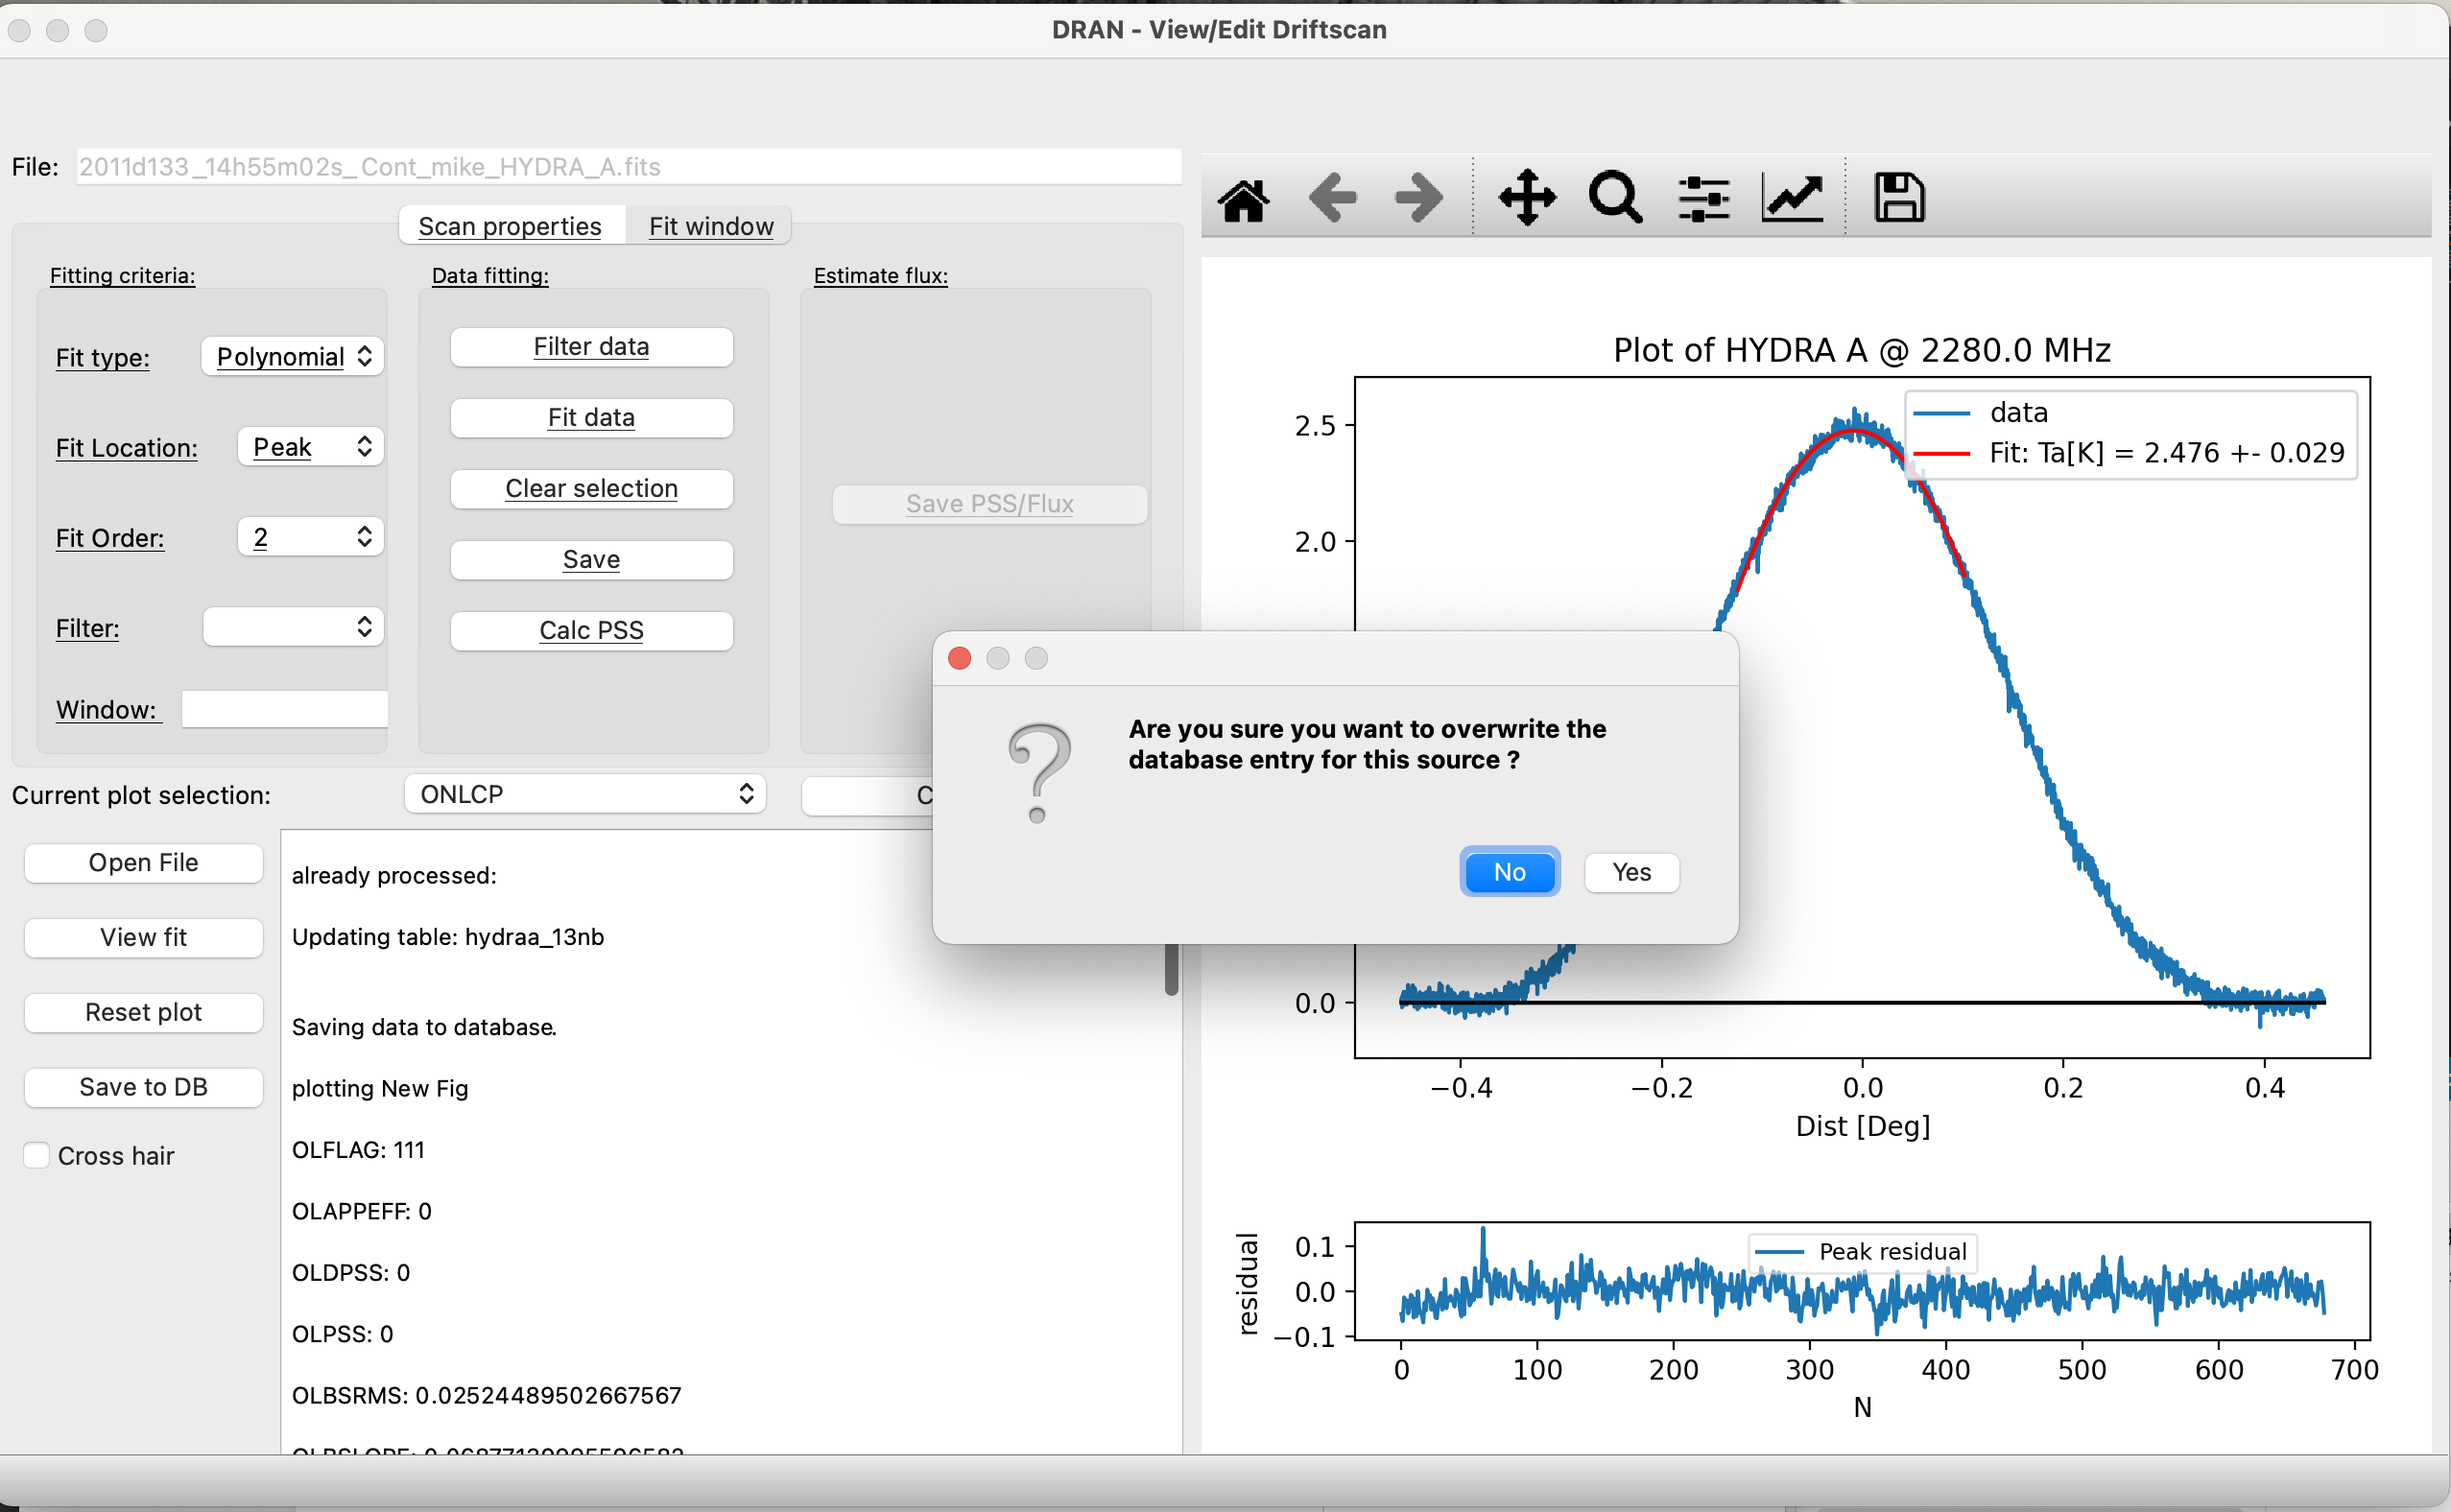 DRAN - View/Edit Driftscan
File: 2011d133_14h55m02s_Cont_mike_HYDRA_A.fits
Scan properties Fit window
Fitting criteria:
Fit type: Polynomial
Fit Location: Peak
Fit Order: 2
Filter:
Window:
Data fitting:
Filter data
Fit data
Clear selection
Save
Calc PSS
Estimate flux:
Save PSS/Flux
Current plot selection: ONLCP C
Open File
View fit
Reset plot
Save to DB
Cross hair
already processed:
Updating table: hydraa_13nb
Saving data to database.
plotting New Fig
OLFLAG: 111
OLAPPEFF: 0
OLDPSS: 0
OLPSS: 0
OLBSRMS: 0.02524489502667567
Are you sure you want to overwrite the
database entry for this source ?
No Yes
Plot of HYDRA A @ 2280.0 MHz
data
Fit: Ta[K] = 2.476 +- 0.029
2.5
2.0
0.0
−0.4 −0.2 0.0 0.2 0.4
Dist [Deg]
residual
0.1
0.0
−0.1
Peak residual
0 100 200 300 400 500 600 700
N